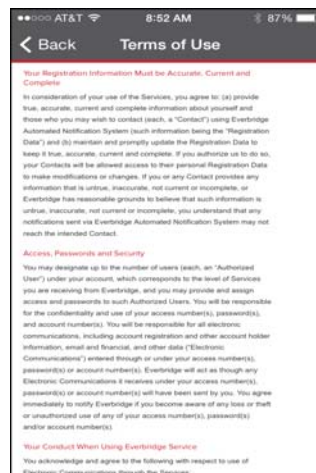 AT&T 8:52 AM 87%
Back Terms of Use
Your Registration Information Must be Accurate, Current and
Complete
In consideration of your use of the Services, you agree to: (a) provide
true, accurate, current and complete information about yourself and
those who you may wish to contact (each, a "Contact") using Everbridge
Automated Notification System (such information being the "Registration
Data") and (b) maintain and promptly update the Registration Data to
keep it true, accurate, current and complete. If you authorize us to do so,
your Contacts will be allowed access to their personal Registration Data
to make modifications or changes. If you or any Contact provides any
information that is untrue, inaccurate, not current or incomplete, or
Everbridge has reasonable grounds to believe that such information is
untrue, inaccurate, not current or incomplete, you understand that any
notifications sent via Everbridge Automated Notification System may not
reach the intended Contact.
Access, Passwords and Security
You may designate up to the number of users (each, an "Authorized
User") under your account, which corresponds to the level of Services
you are receiving from Everbridge, and you may provide and assign
access and passwords to such Authorized Users. You will be responsible
for the confidentiality and use of your access number(s), password(s),
and account number(s). You will be responsible for all electronic
communications, including account registration and other account holder
information, email and financial, and other data ("Electronic
Communications") entered through or under your access number(s),
password(s) or account number(s). Everbridge will act as though any
Electronic Communications it receives under your access number(s),
password(s) or account number(s) will have been sent by you. You agree
immediately to notify Everbridge if you become aware of any loss or theft
or unauthorized use of any of your access number(s), password(s)
and/or account number(s).
Your Conduct When Using Everbridge Service
You acknowledge and agree to the following with respect to use of
Electronic Communications through the Services: